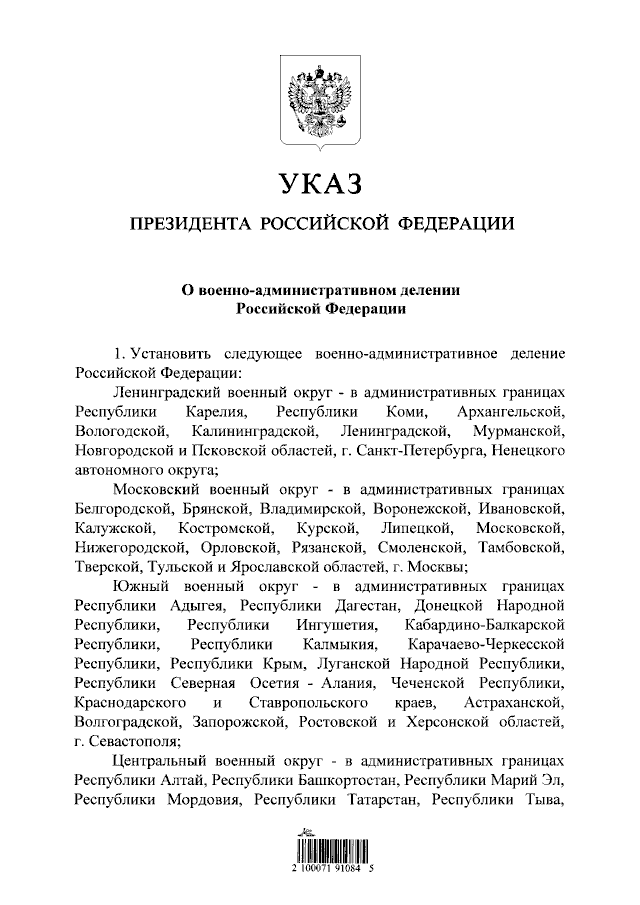 УКАЗ
ПРЕЗИДЕНТА РОССИЙСКОЙ ФЕДЕРАЦИИ
О военно-административном делении
Российской Федерации
1. Установить следующее военно-административное деление
Российской Федерации:
Ленинградский военный округ - в административных границах
Республики Карелия, Республики Коми, Архангельской,
Вологодской, Калининградской, Ленинградской, Мурманской,
Новгородской и Псковской областей, г. Санкт-Петербурга, Ненецкого
автономного округа;
Московский военный округ - в административных границах
Белгородской, Брянской, Владимирской, Воронежской, Ивановской,
Калужской, Костромской, Курской, Липецкой, Московской,
Нижегородской, Орловской, Рязанской, Смоленской, Тамбовской,
Тверской, Тульской и Ярославской областей, г. Москвы;
Южный военный округ - в административных границах
Республики Адыгея, Республики Дагестан, Донецкой Народной
Республики, Республики Ингушетия, Кабардино-Балкарской
Республики, Республики Калмыкия, Карачаево-Черкесской
Республики, Республики Крым, Луганской Народной Республики,
Республики Северная Осетия - Алания, Чеченской Республики,
Краснодарского и Ставропольского краев, Астраханской,
Волгоградской, Запорожской, Ростовской и Херсонской областей,
г. Севастополя;
Центральный военный округ - в административных границах
Республики Алтай, Республики Башкортостан, Республики Марий Эл,
Республики Мордовия, Республики Татарстан, Республики Тыва,
2 100071 91084 5